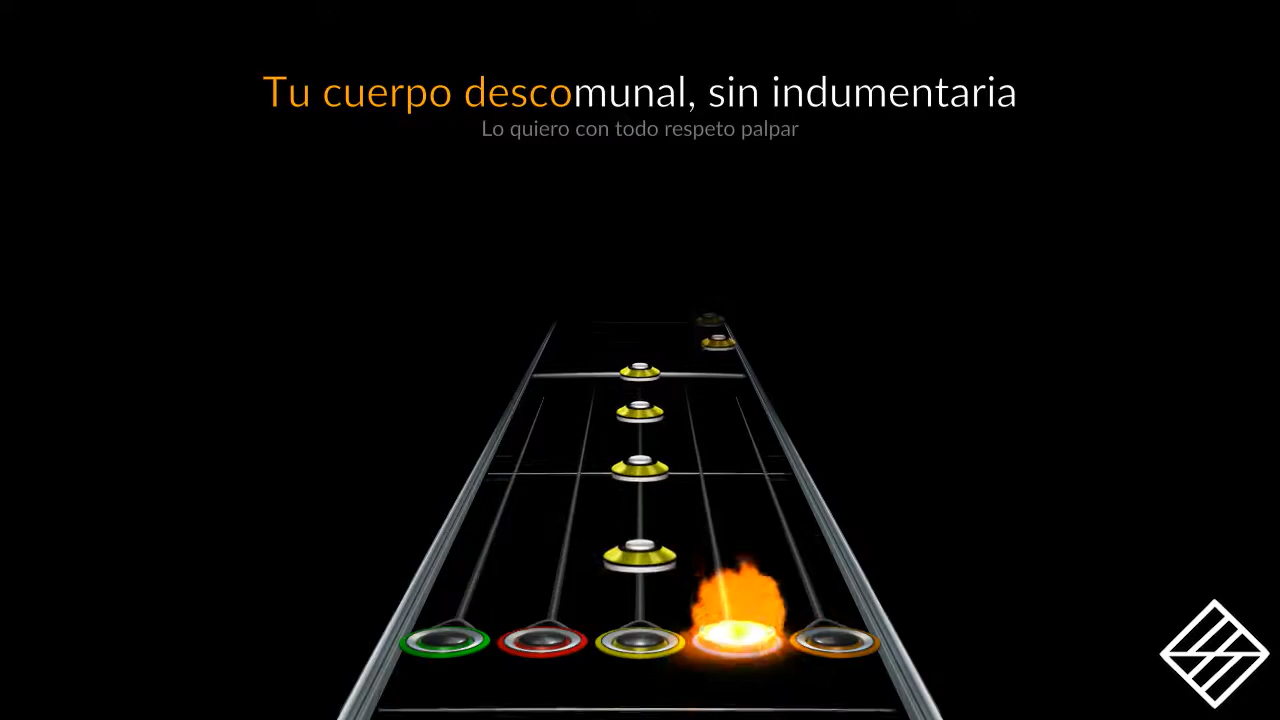 Tu cuerpo descomunal, sin indumentaria
Lo quiero con todo respeto palpar